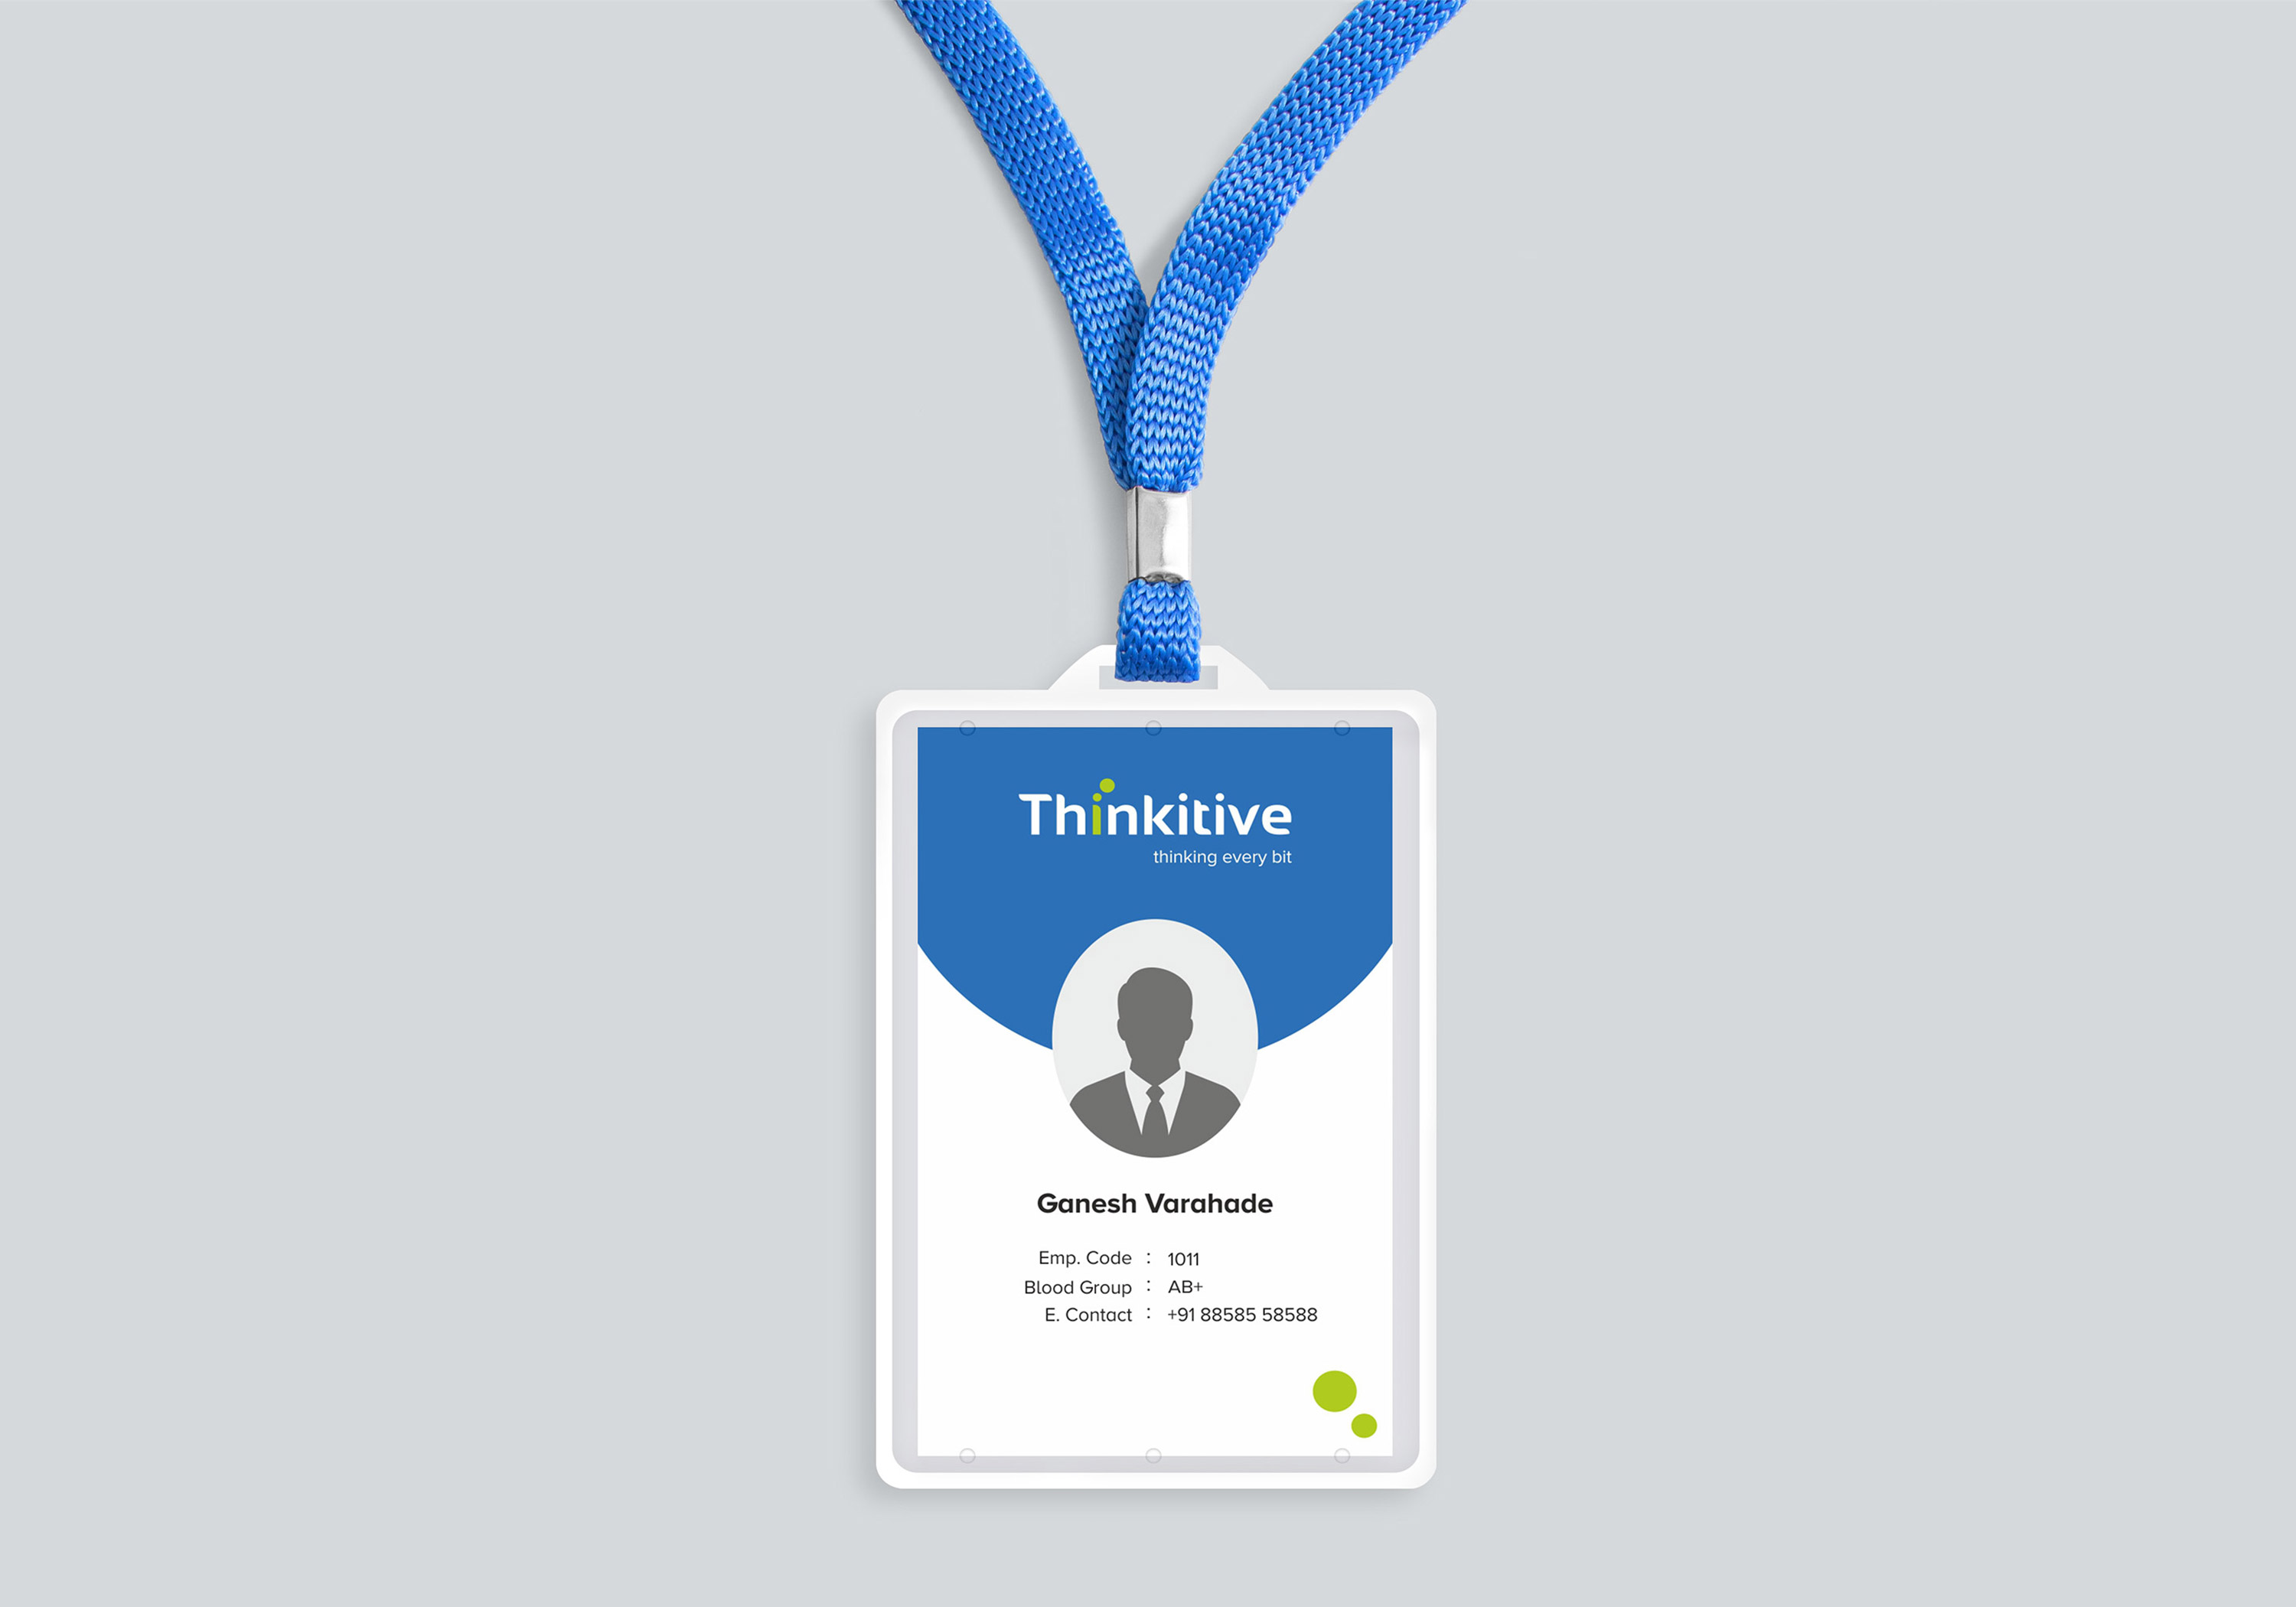 Thinkitive
thinking every bit
Ganesh Varahade
Emp. Code : 1011
Blood Group : AB+
E. Contact : +91 88585 58588